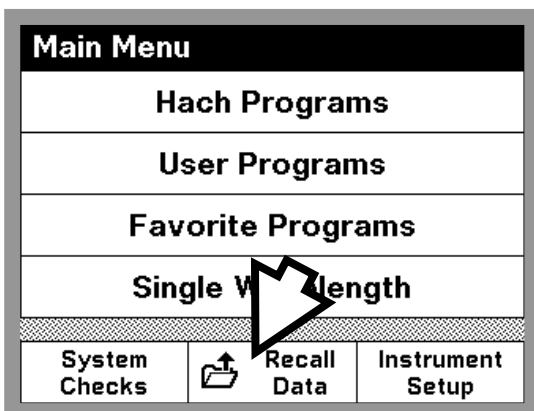 Main Menu
Hach Programs
User Programs
Favorite Programs
Single
System
Checks
Recall
Data
Instrument
Setup